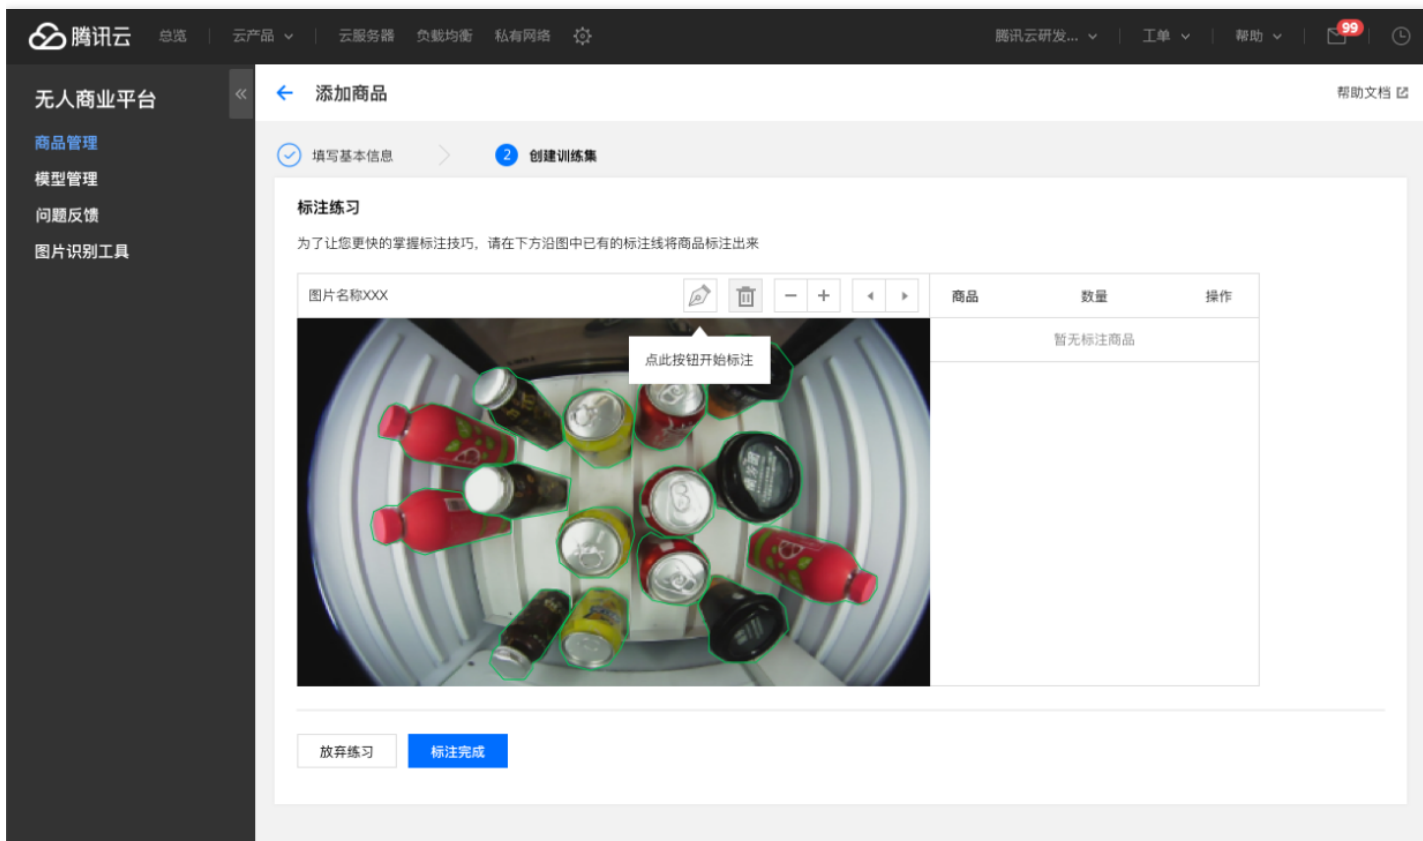 腾讯云 总览 云产品 云服务器 负载均衡 私有网络 腾讯云研发... 工单 帮助 99
无人商业平台
商品管理
模型管理
问题反馈
图片识别工具
添加商品 帮助文档
填写基本信息 2 创建训练集
标注练习
为了让您更快的掌握标注技巧，请在下方沿图中已有的标注线将商品标注出来
图片名称XXX 商品 数量 操作
点此按钮开始标注
暂无标注商品
放弃练习 标注完成